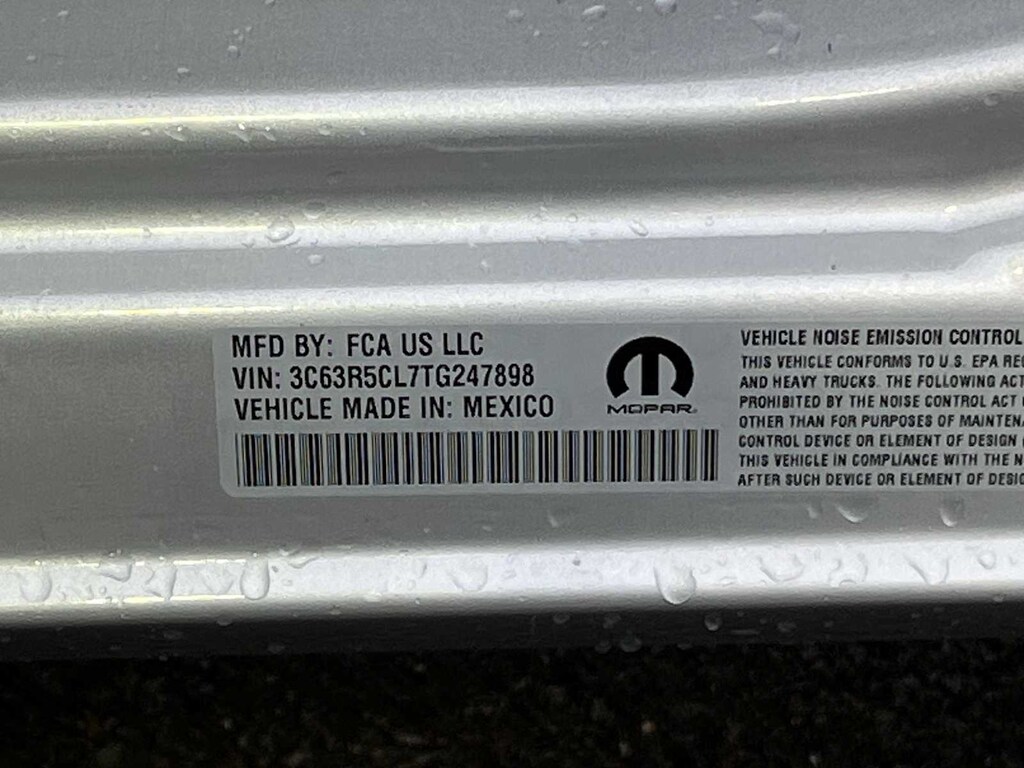 MFD BY: FCA US LLC
VIN: 3C63R5CL7TG247898
VEHICLE MADE IN: MEXICO
MOPAR
VEHICLE NOISE EMISSION CONTROL
THIS VEHICLE CONFORMS TO U.S. EPA
AND HEAVY TRUCKS. THE FOLLOWING
PROHIBITED BY THE NOISE CONTROL ACT
OTHER THAN FOR PURPOSES OF
CONTROL DEVICE OR ELEMENT OF DESIGN
THIS VEHICLE IN COMPLIANCE WITH THE
AFTER SUCH DEVICE OR ELEMENT OF